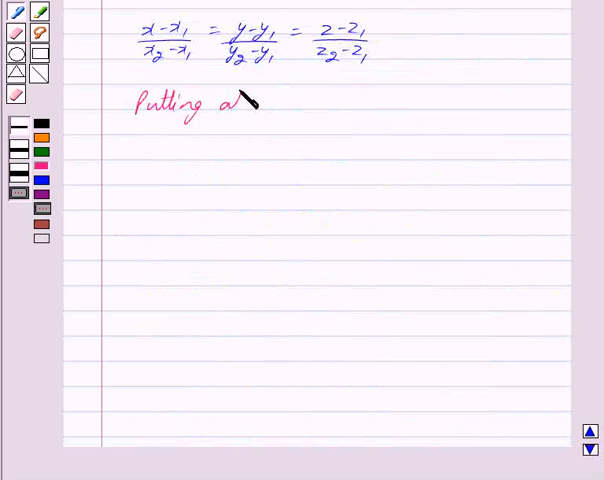 x - x₁ / x₂ - x₁ = y - y₁ / y₂ - y₁ = z - z₁ / z₂ - z₁
Putting a